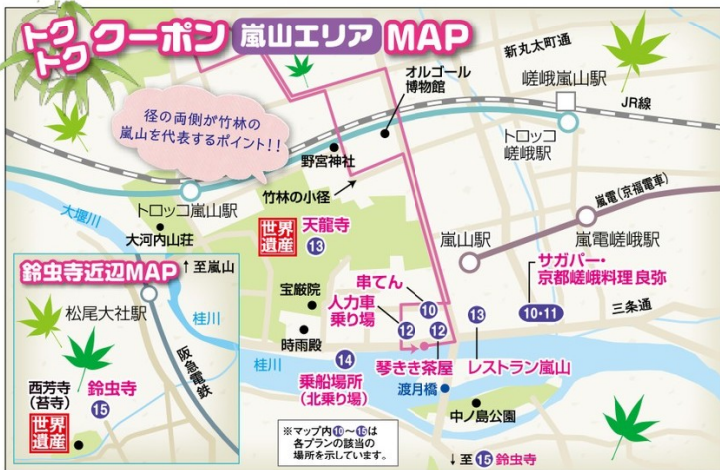 トクトククーポン 嵐山エリア MAP
新丸太町通
オルゴール
博物館
嵯峨嵐山駅
JR線
径の両側が竹林の
嵐山を代表するポイント!!
野宮神社
トロッコ
嵯峨駅
竹林の小径
トロッコ嵐山駅
大堰川
大河内山荘
世界
遺産
天龍寺
13
嵐山駅
嵐電(京福電車)
嵐電嵯峨駅
サガパー・
京都嵯峨料理 良弥
10・11
三条通
串てん
10
人力車
乗り場
12
12
13
宝厳院
時雨殿
桂川
14
乗船場所
(北乗り場)
琴きき茶屋
レストラン嵐山
渡月橋
中ノ島公園
※マップ内10~15は
各プランの該当の
場所を示しています。
↓至15鈴虫寺
鈴虫寺近辺MAP
↑至嵐山
松尾大社駅
桂川
阪急電鉄
西芳寺
(苔寺)
鈴虫寺
15
世界
遺産